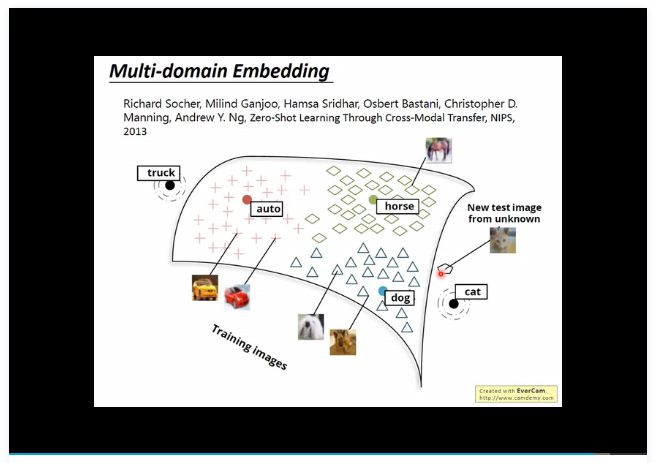 Multi-domain Embedding
Richard Socher, Milind Ganjoo, Hamsa Sridhar, Osbert Bastani, Christopher D.
Manning, Andrew Y. Ng, Zero-Shot Learning Through Cross-Modal Transfer, NIPS,
2013
truck
auto
horse
New test image
from unknown
cat
dog
Training images
Created with EverCam.
http://www.camdemy.com